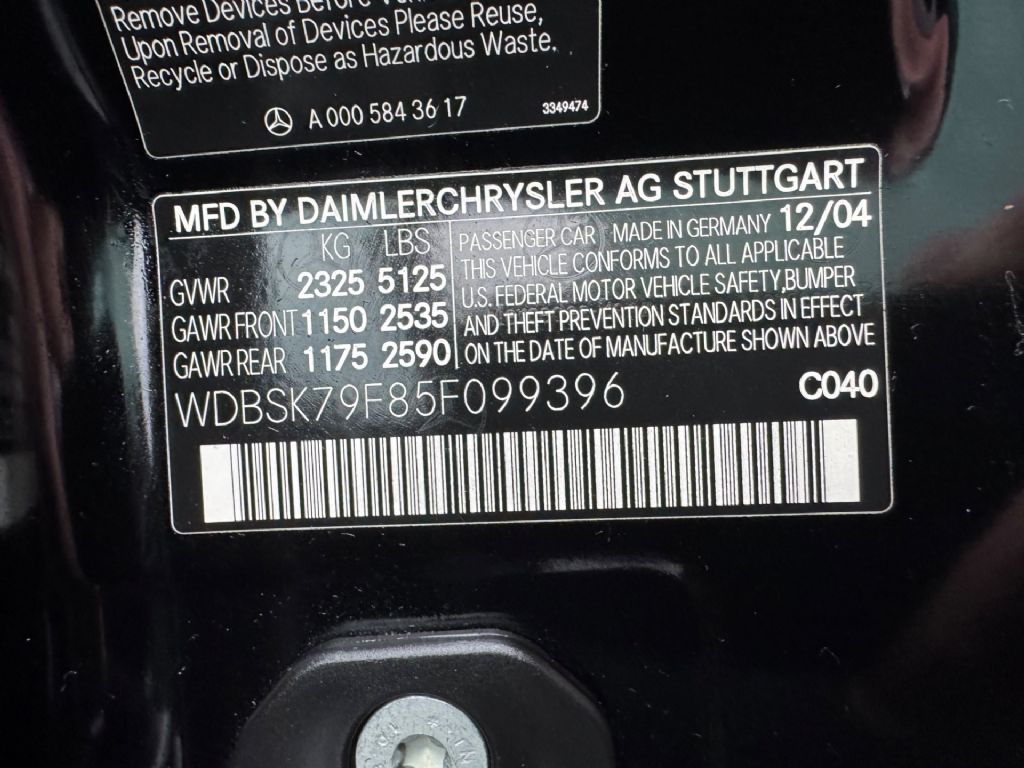 Remove Devices Before
Upon Removal of Devices Please Reuse,
Recycle or Dispose as Hazardous Waste.
A 000 584 36 17
3349474
MFD BY DAIMLERCHRYSLER AG STUTTGART
KG LBS
GVWR 2325 5125
GAWR FRONT 1150 2535
GAWR REAR 1175 2590
PASSENGER CAR MADE IN GERMANY 12/04
THIS VEHICLE CONFORMS TO ALL APPLICABLE
U.S. FEDERAL MOTOR VEHICLE SAFETY,BUMPER
AND THEFT PREVENTION STANDARDS IN EFFECT
ON THE DATE OF MANUFACTURE SHOWN ABOVE
WDBSK79F85F099396
C040